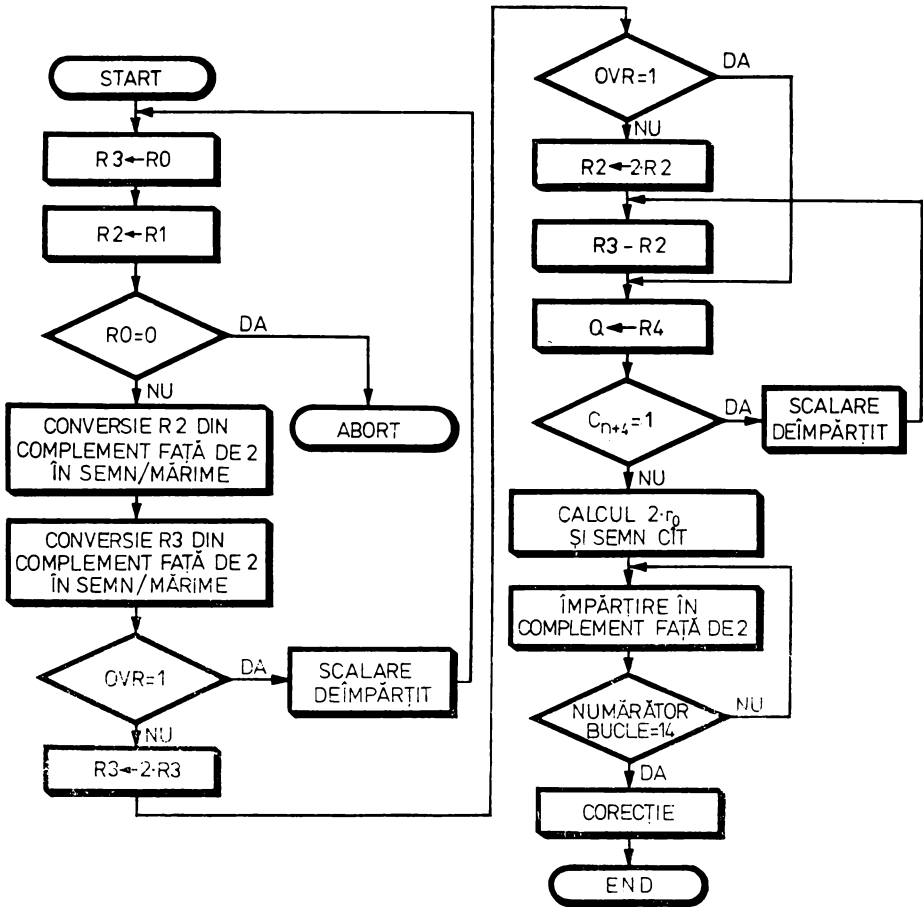 START
R3←R0
R2←R1
R0=0
DA
NU
ABORT
CONVERSIE R2 DIN
COMPLEMENT FAȚĂ DE 2
ÎN SEMN/MĂRIME
CONVERSIE R3 DIN
COMPLEMENT FAȚĂ DE 2
ÎN SEMN/MĂRIME
OVR=1
DA
SCALARE
DEÎMPĂRȚIT
NU
R3←2·R3
OVR=1
DA
NU
R2←2·R2
R3-R2
Q←R4
Cn+4=1
DA
SCALARE
DEÎMPĂRȚIT
NU
CALCUL 2·r0
ȘI SEMN CÎT
ÎMPĂRȚIRE ÎN
COMPLEMENT FAȚĂ DE 2
NUMĂRĂTOR
BUCLE=14
NU
DA
CORECȚIE
END